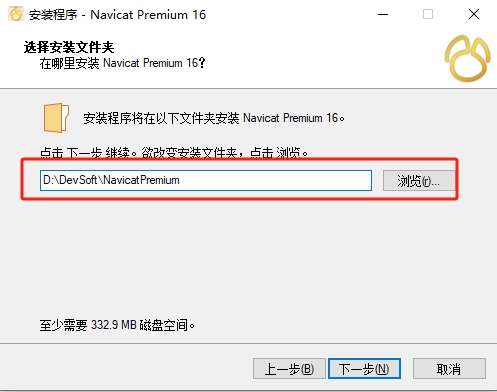 安装程序 - Navicat Premium 16
选择安装文件夹
在哪里安装 Navicat Premium 16?
安装程序将在以下文件夹安装 Navicat Premium 16。
点击 下一步 继续。欲改变安装文件夹，点击 浏览。
D:\DevSoft\NavicatPremium
浏览(r)...
至少需要 332.9 MB 磁盘空间。
上一步(B) 下一步(N) 取消